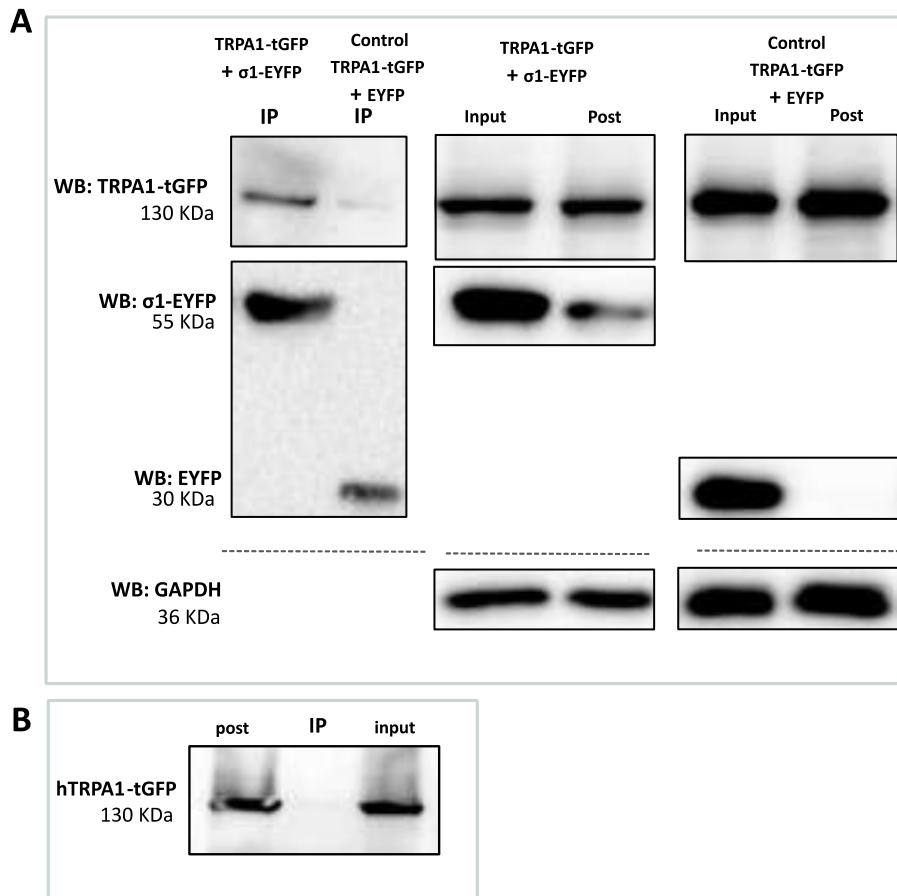 A
TRPA1-tGFP
+ σ1-EYFP
IP
Control
TRPA1-tGFP
+ EYFP
IP
TRPA1-tGFP
+ σ1-EYFP
Input Post
Control
TRPA1-tGFP
+ EYFP
Input Post
WB: TRPA1-tGFP
130 KDa
WB: σ1-EYFP
55 KDa
WB: EYFP
30 KDa
WB: GAPDH
36 KDa
B
post IP input
hTRPA1-tGFP
130 KDa